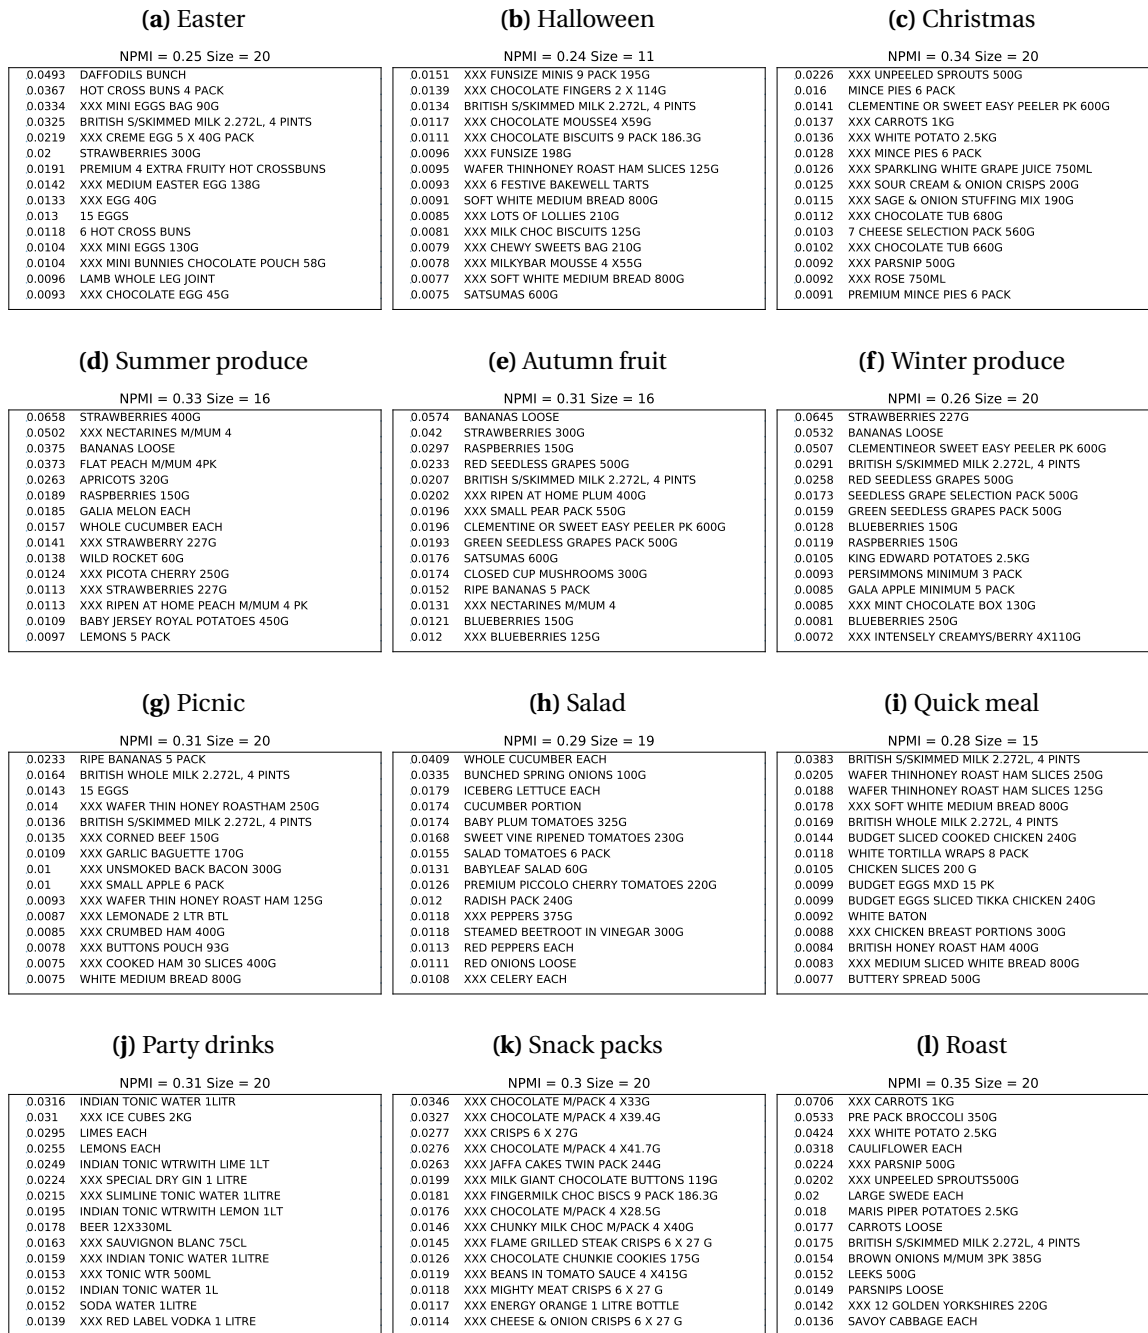 (a) Easter
NPMI = 0.25 Size = 20
0.0493 DAFFODILS BUNCH
0.0367 HOT CROSS BUNS 4 PACK
0.0334 XXX MINI EGGS BAG 90G
0.0325 BRITISH S/SKIMMED MILK 2.272L, 4 PINTS
0.0219 XXX CREME EGG 5 X 40G PACK
0.02 STRAWBERRIES 300G
0.0191 PREMIUM 4 EXTRA FRUITY HOT CROSSBUNS
0.0142 XXX MEDIUM EASTER EGG 138G
0.0133 XXX EGG 40G
0.013 15 EGGS
0.0118 6 HOT CROSS BUNS
0.0104 XXX MINI EGGS 130G
0.0104 XXX MINI BUNNIES CHOCOLATE POUCH 58G
0.0096 LAMB WHOLE LEG JOINT
0.0093 XXX CHOCOLATE EGG 45G
(b) Halloween
NPMI = 0.24 Size = 11
0.0151 XXX FUNSIZE MINIS 9 PACK 195G
0.0139 XXX CHOCOLATE FINGERS 2 X 114G
0.0134 BRITISH S/SKIMMED MILK 2.272L, 4 PINTS
0.0117 XXX CHOCOLATE MOUSSE4 X59G
0.0111 XXX CHOCOLATE BISCUITS 9 PACK 186.3G
0.0096 XXX FUNSIZE 198G
0.0095 WAFER THINHONEY ROAST HAM SLICES 125G
0.0093 XXX 6 FESTIVE BAKEWELL TARTS
0.0091 SOFT WHITE MEDIUM BREAD 800G
0.0085 XXX LOTS OF LOLLIES 210G
0.0081 XXX MILK CHOC BISCUITS 125G
0.0079 XXX CHEWY SWEETS BAG 210G
0.0078 XXX MILKYBAR MOUSSE 4 X55G
0.0077 XXX SOFT WHITE MEDIUM BREAD 800G
0.0075 SATSUMAS 600G
(c) Christmas
NPMI = 0.34 Size = 20
0.0226 XXX UNPEELED SPROUTS 500G
0.016 MINCE PIES 6 PACK
0.0141 CLEMENTINE OR SWEET EASY PEELER PK 600G
0.0137 XXX CARROTS 1KG
0.0136 XXX WHITE POTATO 2.5KG
0.0128 XXX MINCE PIES 6 PACK
0.0126 XXX SPARKLING WHITE GRAPE JUICE 750ML
0.0125 XXX SOUR CREAM & ONION CRISPS 200G
0.0115 XXX SAGE & ONION STUFFING MIX 190G
0.0112 XXX CHOCOLATE TUB 680G
0.0103 7 CHEESE SELECTION PACK 560G
0.0102 XXX CHOCOLATE TUB 660G
0.0092 XXX PARSNIP 500G
0.0092 XXX ROSE 750ML
0.0091 PREMIUM MINCE PIES 6 PACK
(d) Summer produce
NPMI = 0.33 Size = 16
0.0658 STRAWBERRIES 400G
0.0502 XXX NECTARINES M/MUM 4
0.0375 BANANAS LOOSE
0.0373 FLAT PEACH M/MUM 4PK
0.0263 APRICOTS 320G
0.0189 RASPBERRIES 150G
0.0185 GALIA MELON EACH
0.0157 WHOLE CUCUMBER EACH
0.0141 XXX STRAWBERRY 227G
0.0138 WILD ROCKET 60G
0.0124 XXX PICOTA CHERRY 250G
0.0113 XXX STRAWBERRIES 227G
0.0113 XXX RIPEN AT HOME PEACH M/MUM 4 PK
0.0109 BABY JERSEY ROYAL POTATOES 450G
0.0097 LEMONS 5 PACK
(e) Autumn fruit
NPMI = 0.31 Size = 16
0.0574 BANANAS LOOSE
0.042 STRAWBERRIES 300G
0.0297 RASPBERRIES 150G
0.0233 RED SEEDLESS GRAPES 500G
0.0207 BRITISH S/SKIMMED MILK 2.272L, 4 PINTS
0.0202 XXX RIPEN AT HOME PLUM 400G
0.0196 XXX SMALL PEAR PACK 550G
0.0196 CLEMENTINE OR SWEET EASY PEELER PK 600G
0.0193 GREEN SEEDLESS GRAPES PACK 500G
0.0176 SATSUMAS 600G
0.0174 CLOSED CUP MUSHROOMS 300G
0.0152 RIPE BANANAS 5 PACK
0.0131 XXX NECTARINES M/MUM 4
0.0121 BLUEBERRIES 150G
0.012 XXX BLUEBERRIES 125G
(f) Winter produce
NPMI = 0.26 Size = 20
0.0645 STRAWBERRIES 227G
0.0532 BANANAS LOOSE
0.0507 CLEMENTINEOR SWEET EASY PEELER PK 600G
0.0291 BRITISH S/SKIMMED MILK 2.272L, 4 PINTS
0.0258 RED SEEDLESS GRAPES 500G
0.0173 SEEDLESS GRAPE SELECTION PACK 500G
0.0159 GREEN SEEDLESS GRAPES PACK 500G
0.0128 BLUEBERRIES 150G
0.0119 RASPBERRIES 150G
0.0105 KING EDWARD POTATOES 2.5KG
0.0093 PERSIMMONS MINIMUM 3 PACK
0.0085 GALA APPLE MINIMUM 5 PACK
0.0085 XXX MINT CHOCOLATE BOX 130G
0.0081 BLUEBERRIES 250G
0.0072 XXX INTENSELY CREAMYS/BERRY 4X110G
(g) Picnic
NPMI = 0.31 Size = 20
0.0233 RIPE BANANAS 5 PACK
0.0164 BRITISH WHOLE MILK 2.272L, 4 PINTS
0.0143 15 EGGS
0.014 XXX WAFER THIN HONEY ROASTHAM 250G
0.0136 BRITISH S/SKIMMED MILK 2.272L, 4 PINTS
0.0135 XXX CORNED BEEF 150G
0.0109 XXX GARLIC BAGUETTE 170G
0.01 XXX UNSMOKED BACK BACON 300G
0.01 XXX SMALL APPLE 6 PACK
0.0093 XXX WAFER THIN HONEY ROAST HAM 125G
0.0087 XXX LEMONADE 2 LTR BTL
0.0085 XXX CRUMBED HAM 400G
0.0078 XXX BUTTONS POUCH 93G
0.0075 XXX COOKED HAM 30 SLICES 400G
0.0075 WHITE MEDIUM BREAD 800G
(h) Salad
NPMI = 0.29 Size = 19
0.0409 WHOLE CUCUMBER EACH
0.0335 BUNCHED SPRING ONIONS 100G
0.0179 ICEBERG LETTUCE EACH
0.0174 CUCUMBER PORTION
0.0174 BABY PLUM TOMATOES 325G
0.0168 SWEET VINE RIPENED TOMATOES 230G
0.0155 SALAD TOMATOES 6 PACK
0.0131 BABYLEAF SALAD 60G
0.0126 PREMIUM PICCOLO CHERRY TOMATOES 220G
0.012 RADISH PACK 240G
0.0118 XXX PEPPERS 375G
0.0118 STEAMED BEETROOT IN VINEGAR 300G
0.0113 RED PEPPERS EACH
0.0111 RED ONIONS LOOSE
0.0108 XXX CELERY EACH
(i) Quick meal
NPMI = 0.28 Size = 15
0.0383 BRITISH S/SKIMMED MILK 2.272L, 4 PINTS
0.0205 WAFER THINHONEY ROAST HAM SLICES 250G
0.0188 WAFER THINHONEY ROAST HAM SLICES 125G
0.0178 XXX SOFT WHITE MEDIUM BREAD 800G
0.0169 BRITISH WHOLE MILK 2.272L, 4 PINTS
0.0144 BUDGET SLICED COOKED CHICKEN 240G
0.0118 WHITE TORTILLA WRAPS 8 PACK
0.0105 CHICKEN SLICES 200 G
0.0099 BUDGET EGGS MXD 15 PK
0.0099 BUDGET EGGS SLICED TIKKA CHICKEN 240G
0.0092 WHITE BATON
0.0088 XXX CHICKEN BREAST PORTIONS 300G
0.0084 BRITISH HONEY ROAST HAM 400G
0.0083 XXX MEDIUM SLICED WHITE BREAD 800G
0.0077 BUTTERY SPREAD 500G
(j) Party drinks
NPMI = 0.31 Size = 20
0.0316 INDIAN TONIC WATER 1LITR
0.031 XXX ICE CUBES 2KG
0.0295 LIMES EACH
0.0255 LEMONS EACH
0.0249 INDIAN TONIC WTRWITH LIME 1LT
0.0224 XXX SPECIAL DRY GIN 1 LITRE
0.0215 XXX SLIMLINE TONIC WATER 1LITRE
0.0195 INDIAN TONIC WTRWITH LEMON 1LT
0.0178 BEER 12X330ML
0.0163 XXX SAUVIGNON BLANC 75CL
0.0159 XXX INDIAN TONIC WATER 1LITRE
0.0153 XXX TONIC WTR 500ML
0.0152 INDIAN TONIC WATER 1L
0.0152 SODA WATER 1LITRE
0.0139 XXX RED LABEL VODKA 1 LITRE
(k) Snack packs
NPMI = 0.3 Size = 20
0.0346 XXX CHOCOLATE M/PACK 4 X33G
0.0327 XXX CHOCOLATE M/PACK 4 X39.4G
0.0277 XXX CRISPS 6 X 27G
0.0276 XXX CHOCOLATE M/PACK 4 X41.7G
0.0263 XXX JAFFA CAKES TWIN PACK 244G
0.0199 XXX MILK GIANT CHOCOLATE BUTTONS 119G
0.0181 XXX FINGERMILK CHOC BISCS 9 PACK 186.3G
0.0176 XXX CHOCOLATE M/PACK 4 X28.5G
0.0146 XXX CHUNKY MILK CHOC M/PACK 4 X40G
0.0145 XXX FLAME GRILLED STEAK CRISPS 6 X 27 G
0.0126 XXX CHOCOLATE CHUNKIE COOKIES 175G
0.0119 XXX BEANS IN TOMATO SAUCE 4 X415G
0.0118 XXX MIGHTY MEAT CRISPS 6 X 27 G
0.0117 XXX ENERGY ORANGE 1 LITRE BOTTLE
0.0114 XXX CHEESE & ONION CRISPS 6 X 27 G
(l) Roast
NPMI = 0.35 Size = 20
0.0706 XXX CARROTS 1KG
0.0533 PRE PACK BROCCOLI 350G
0.0424 XXX WHITE POTATO 2.5KG
0.0318 CAULIFLOWER EACH
0.0224 XXX PARSNIP 500G
0.0202 XXX UNPEELED SPROUTS500G
0.02 LARGE SWEDE EACH
0.018 MARIS PIPER POTATOES 2.5KG
0.0177 CARROTS LOOSE
0.0175 BRITISH S/SKIMMED MILK 2.272L, 4 PINTS
0.0154 BROWN ONIONS M/MUM 3PK 385G
0.0152 LEEKS 500G
0.0149 PARSNIPS LOOSE
0.0142 XXX 12 GOLDEN YORKSHIRES 220G
0.0136 SAVOY CABBAGE EACH